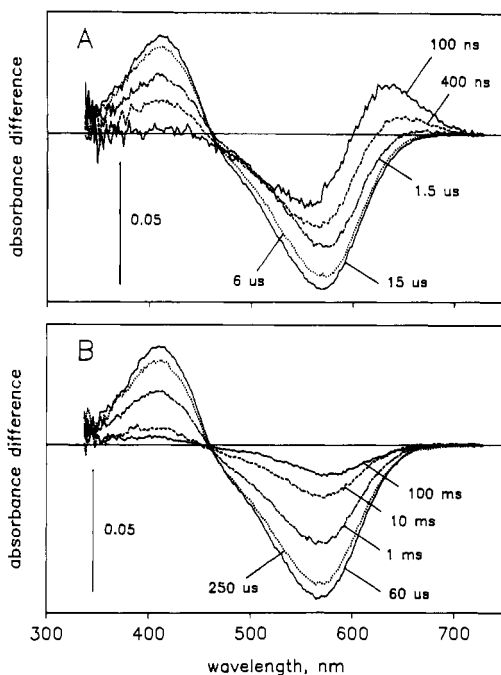 A
100 ns
400 ns
1.5 us
0.05
6 us
15 us
absorbance difference
B
100 ms
10 ms
0.05
1 ms
250 us
60 us
absorbance difference
300 400 500 600 700
wavelength, nm